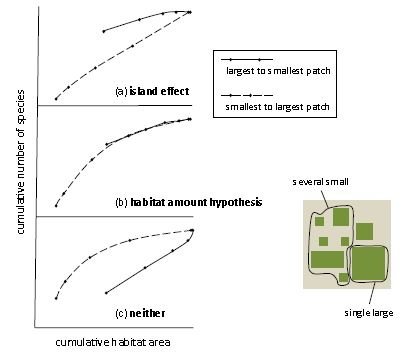 cumulative number of species
(a) island effect
(b) habitat amount hypothesis
(c) neither
cumulative habitat area
largest to smallest patch
smallest to largest patch
several small
single large